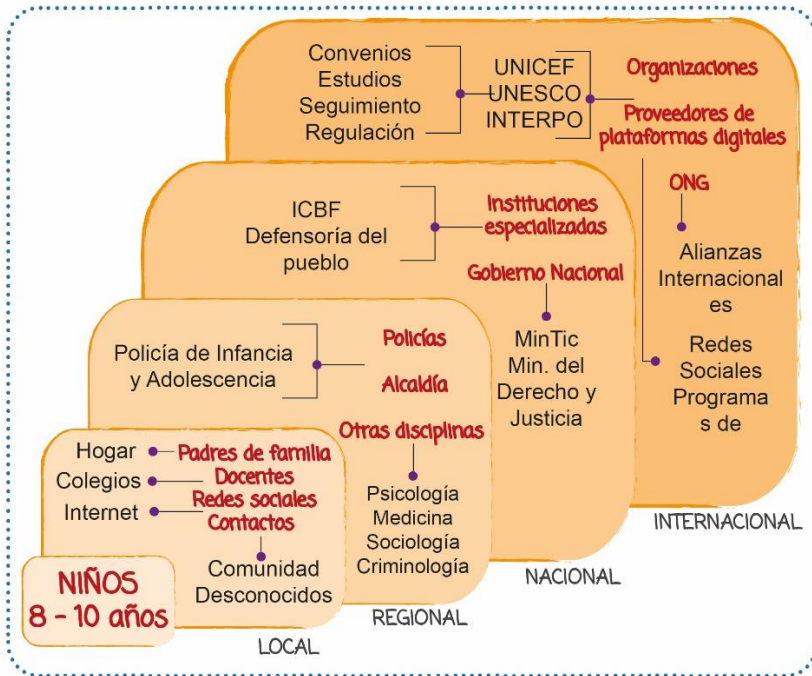 Convenios
Estudios
Seguimiento
Regulación
UNICEF
UNESCO
INTERPO
Organizaciones
Proveedores de
plataformas digitales
ONG
Alianzas
Internacional
es
Redes
Sociales
Programa
s de
INTERNACIONAL
ICBF
Defensoría del
pueblo
Instituciones
especializadas
Gobierno Nacional
MinTic
Min. del
Derecho y
Justicia
NACIONAL
Policía de Infancia
y Adolescencia
Policías
Alcaldía
Otras disciplinas
Psicología
Medicina
Sociología
Criminología
REGIONAL
Hogar
Colegios
Internet
Padres de familia
Docentes
Redes sociales
Contactos
Comunidad
Desconocidos
LOCAL
NIÑOS
8 - 10 años